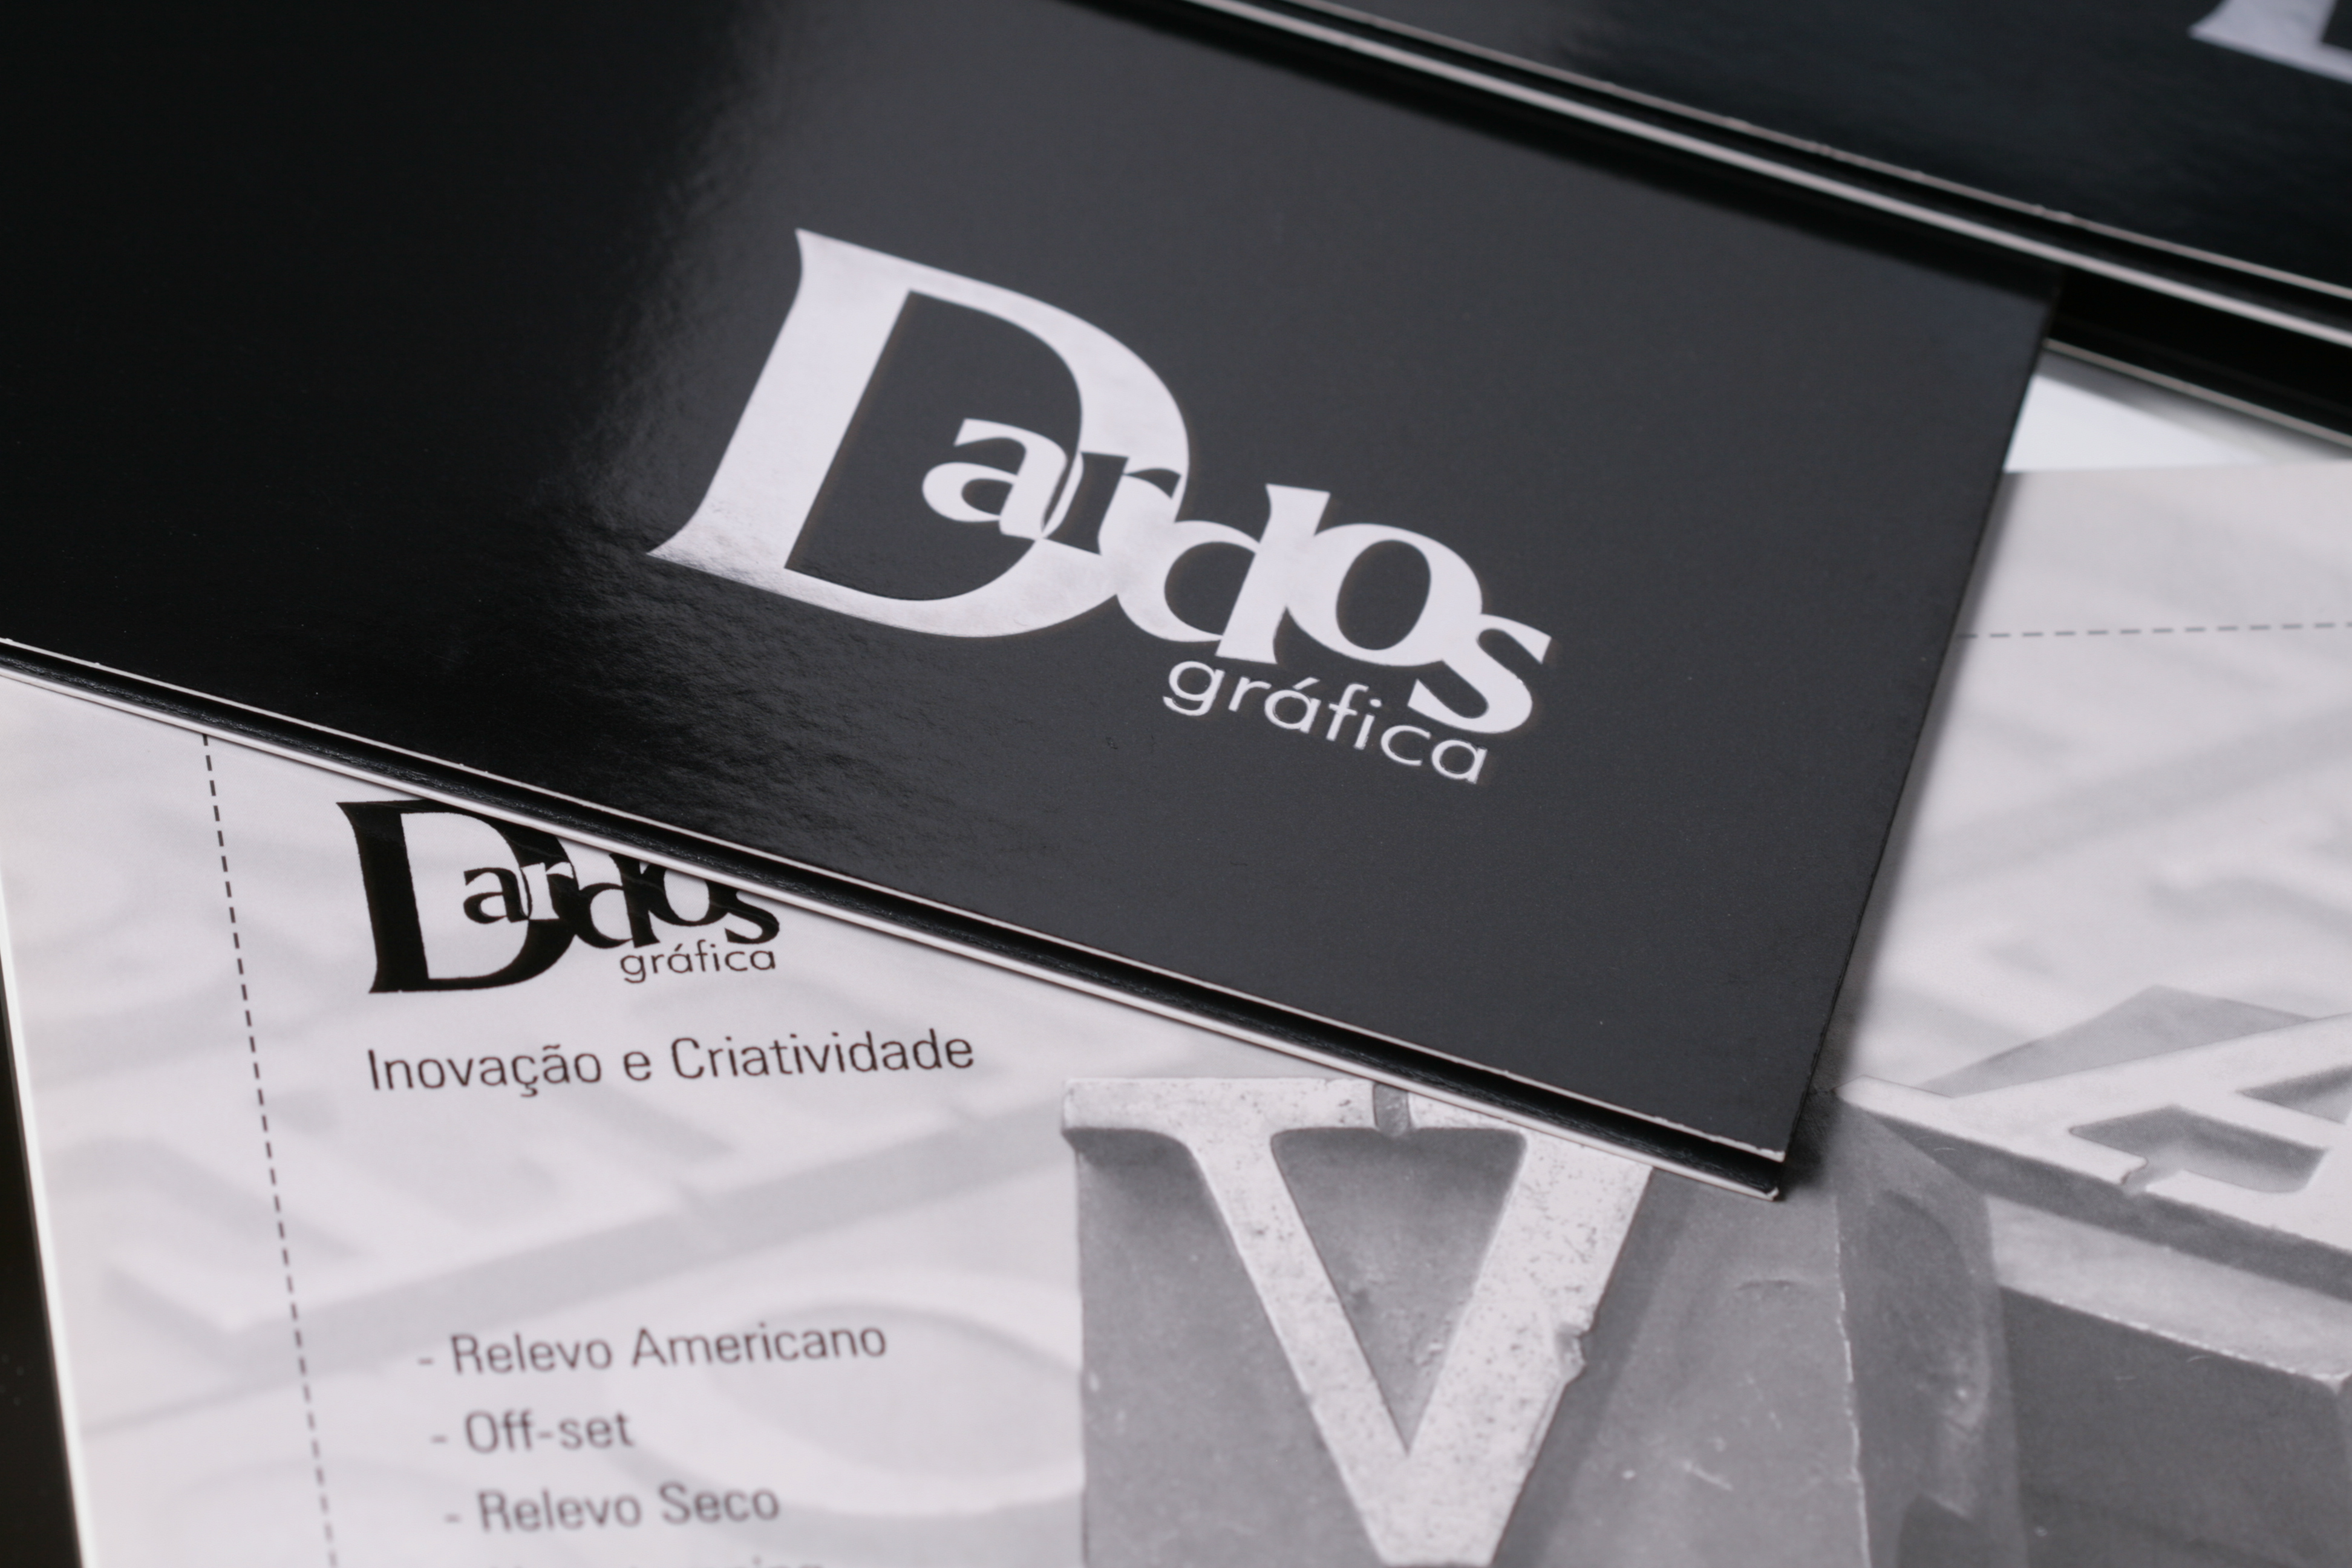 Dardos
gráfica
Dardos
gráfica
Inovação e Criatividade
- Relevo Americano
- Off-set
- Relevo Seco
V
A